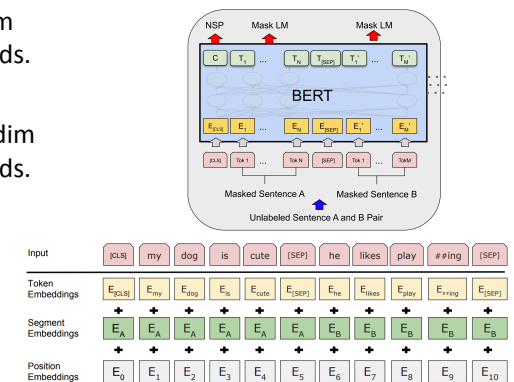 m
ds.
dim
ds.
NSP Mask LM Mask LM
C T1 ... TN T[SEP] T1' ... TM'
BERT
E[CLS] E1 ... EN E[SEP] E1' ... EM'
[CLS] Tok 1 ... Tok N [SEP] Tok 1 ... TokM
Masked Sentence A Masked Sentence B
Unlabeled Sentence A and B Pair
Input [CLS] my dog is cute [SEP] he likes play ##ing [SEP]
Token
Embeddings
E[CLS] Emy Edog Eis Ecute E[SEP] Ehe Elikes Eplay E##ing E[SEP]
+ + + + + + + + + + +
Segment
Embeddings
EA EA EA EA EA EA EB EB EB EB EB
+ + + + + + + + + + +
Position
Embeddings
E0 E1 E2 E3 E4 E5 E6 E7 E8 E9 E10